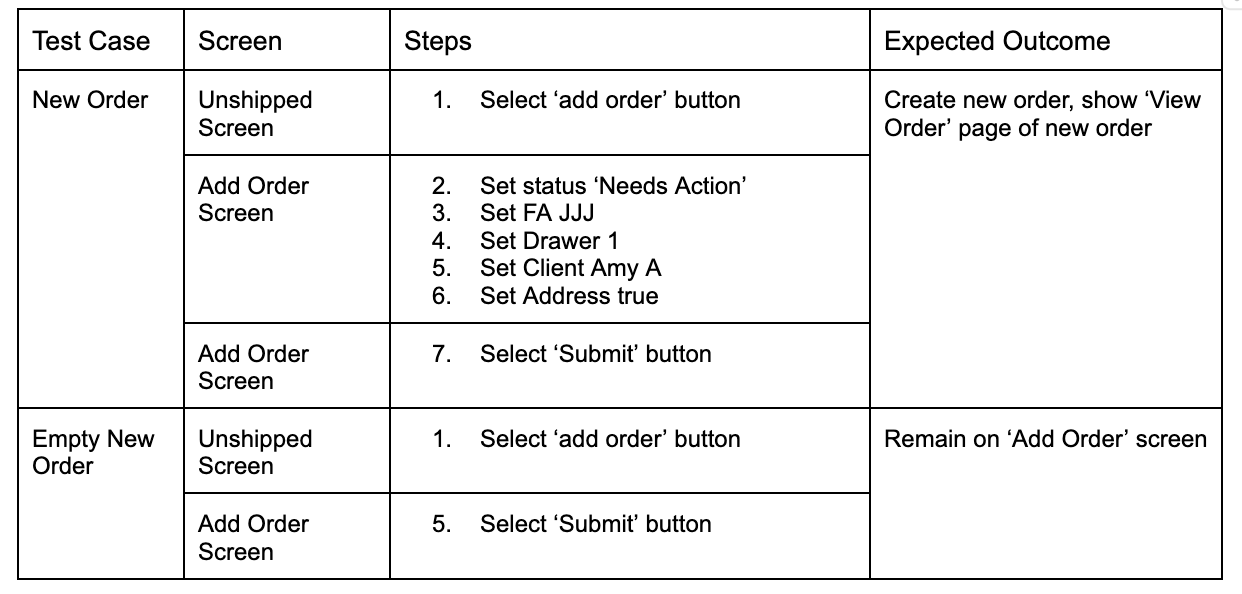 Test Case Screen Steps Expected Outcome
New Order Unshipped 1. Select ‘add order’ button Create new order, show ‘View
Screen Order’ page of new order
Add Order 2. Set status ‘Needs Action’
Screen 3. Set FA JJJ
4. Set Drawer 1
5. Set Client Amy A
6. Set Address true
Add Order 7. Select ‘Submit’ button
Screen
Empty New Unshipped 1. Select ‘add order’ button Remain on ‘Add Order’ screen
Order Screen
Add Order 5. Select ‘Submit’ button
Screen